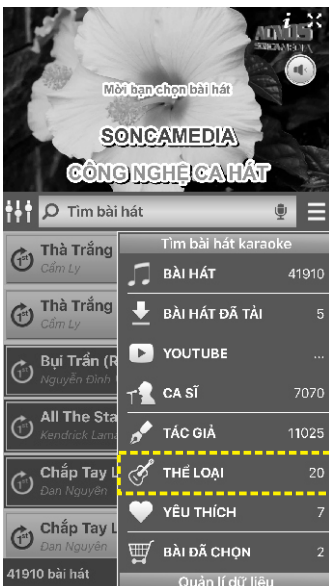 Mời bạn chọn bài hát
SONCAMEDIA
CÔNG NGHỆ CA HÁT
Tìm bài hát
Tìm bài hát karaoke
Thà Trắng
Cẩm Ly
Thà Trắng
Cẩm Ly
Bụi Trần (R
Nguyễn Đình
All The Sta
Kendrick Lama
Chắp Tay L
Đan Nguyên
Chắp Tay L
Đan Nguyên
41910 bài hát
BÀI HÁT 41910
BÀI HÁT ĐÃ TẢI 5
YOUTUBE ...
CA SĨ 7070
TÁC GIẢ 11025
THỂ LOẠI 20
YÊU THÍCH 7
BÀI ĐÃ CHỌN 2
Quản lí dữ liệu